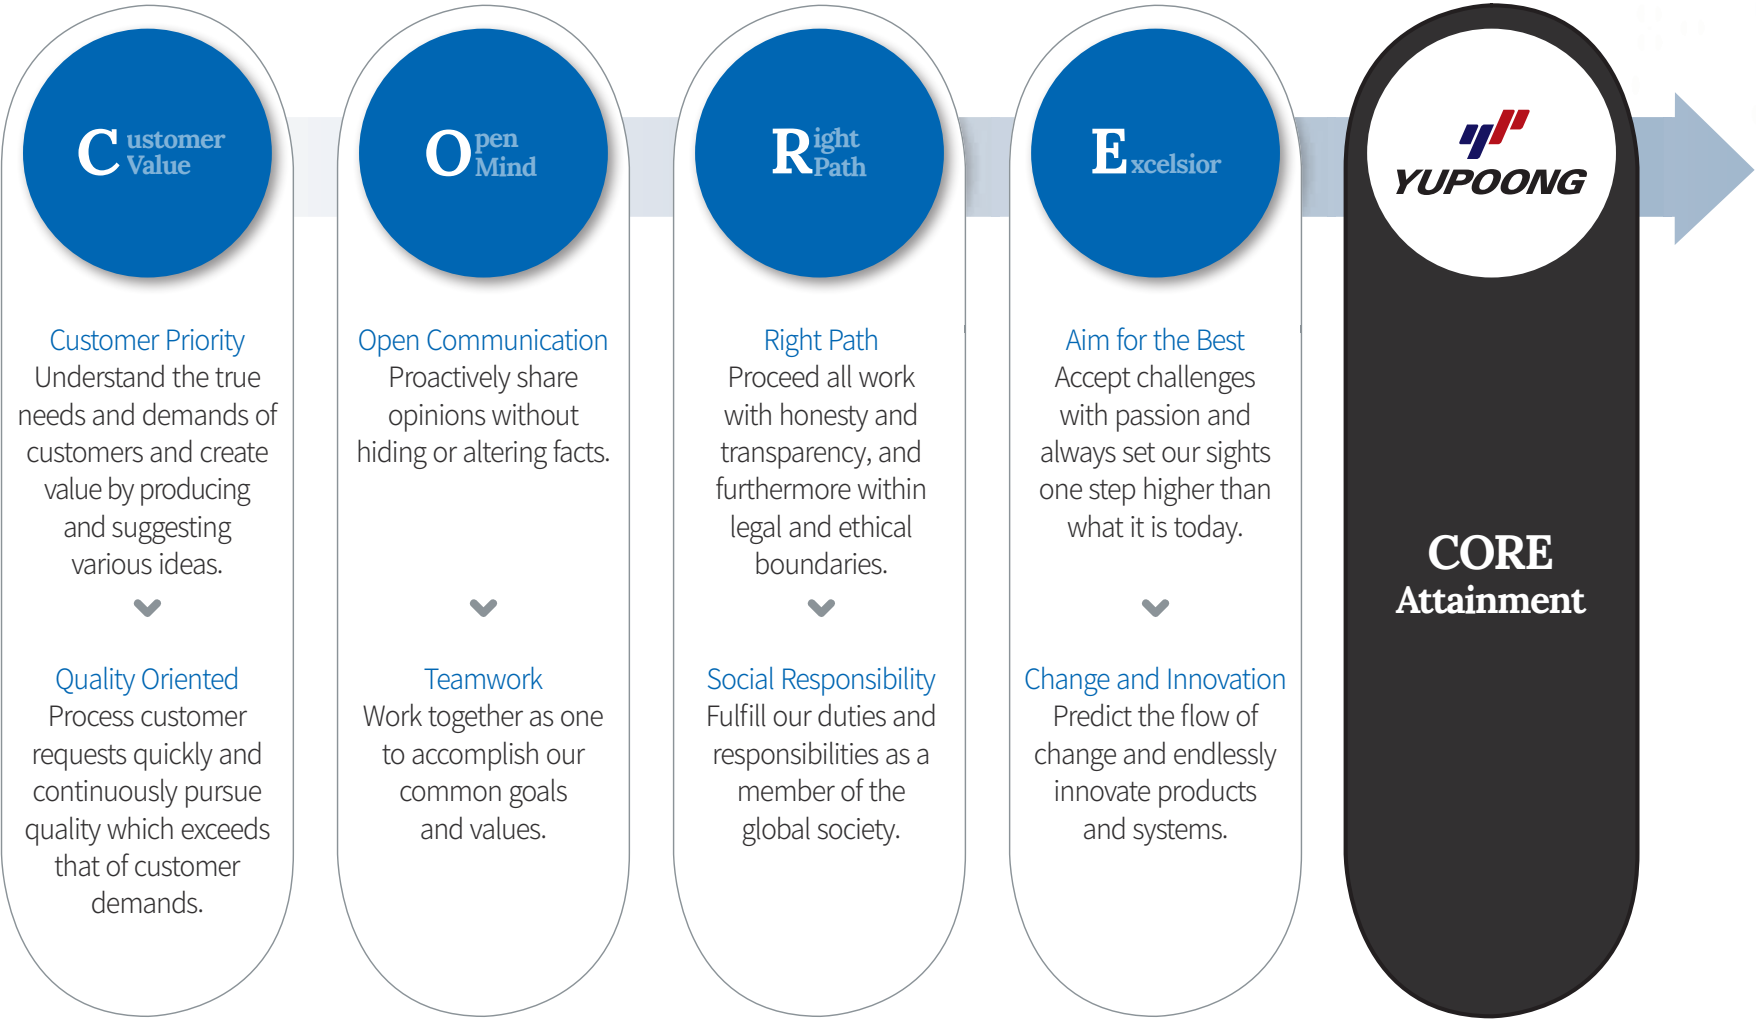 Customer
Value
Customer Priority
Understand the true
needs and demands of
customers and create
value by producing
and suggesting
various ideas.
Quality Oriented
Process customer
requests quickly and
continuously pursue
quality which exceeds
that of customer
demands.
Open
Mind
Open Communication
Proactively share
opinions without
hiding or altering facts.
Teamwork
Work together as one
to accomplish our
common goals
and values.
Right
Path
Right Path
Proceed all work
with honesty and
transparency, and
furthermore within
legal and ethical
boundaries.
Social Responsibility
Fulfill our duties and
responsibilities as a
member of the
global society.
Excelsior
Aim for the Best
Accept challenges
with passion and
always set our sights
one step higher than
what it is today.
Change and Innovation
Predict the flow of
change and endlessly
innovate products
and systems.
YUPOONG
CORE
Attainment